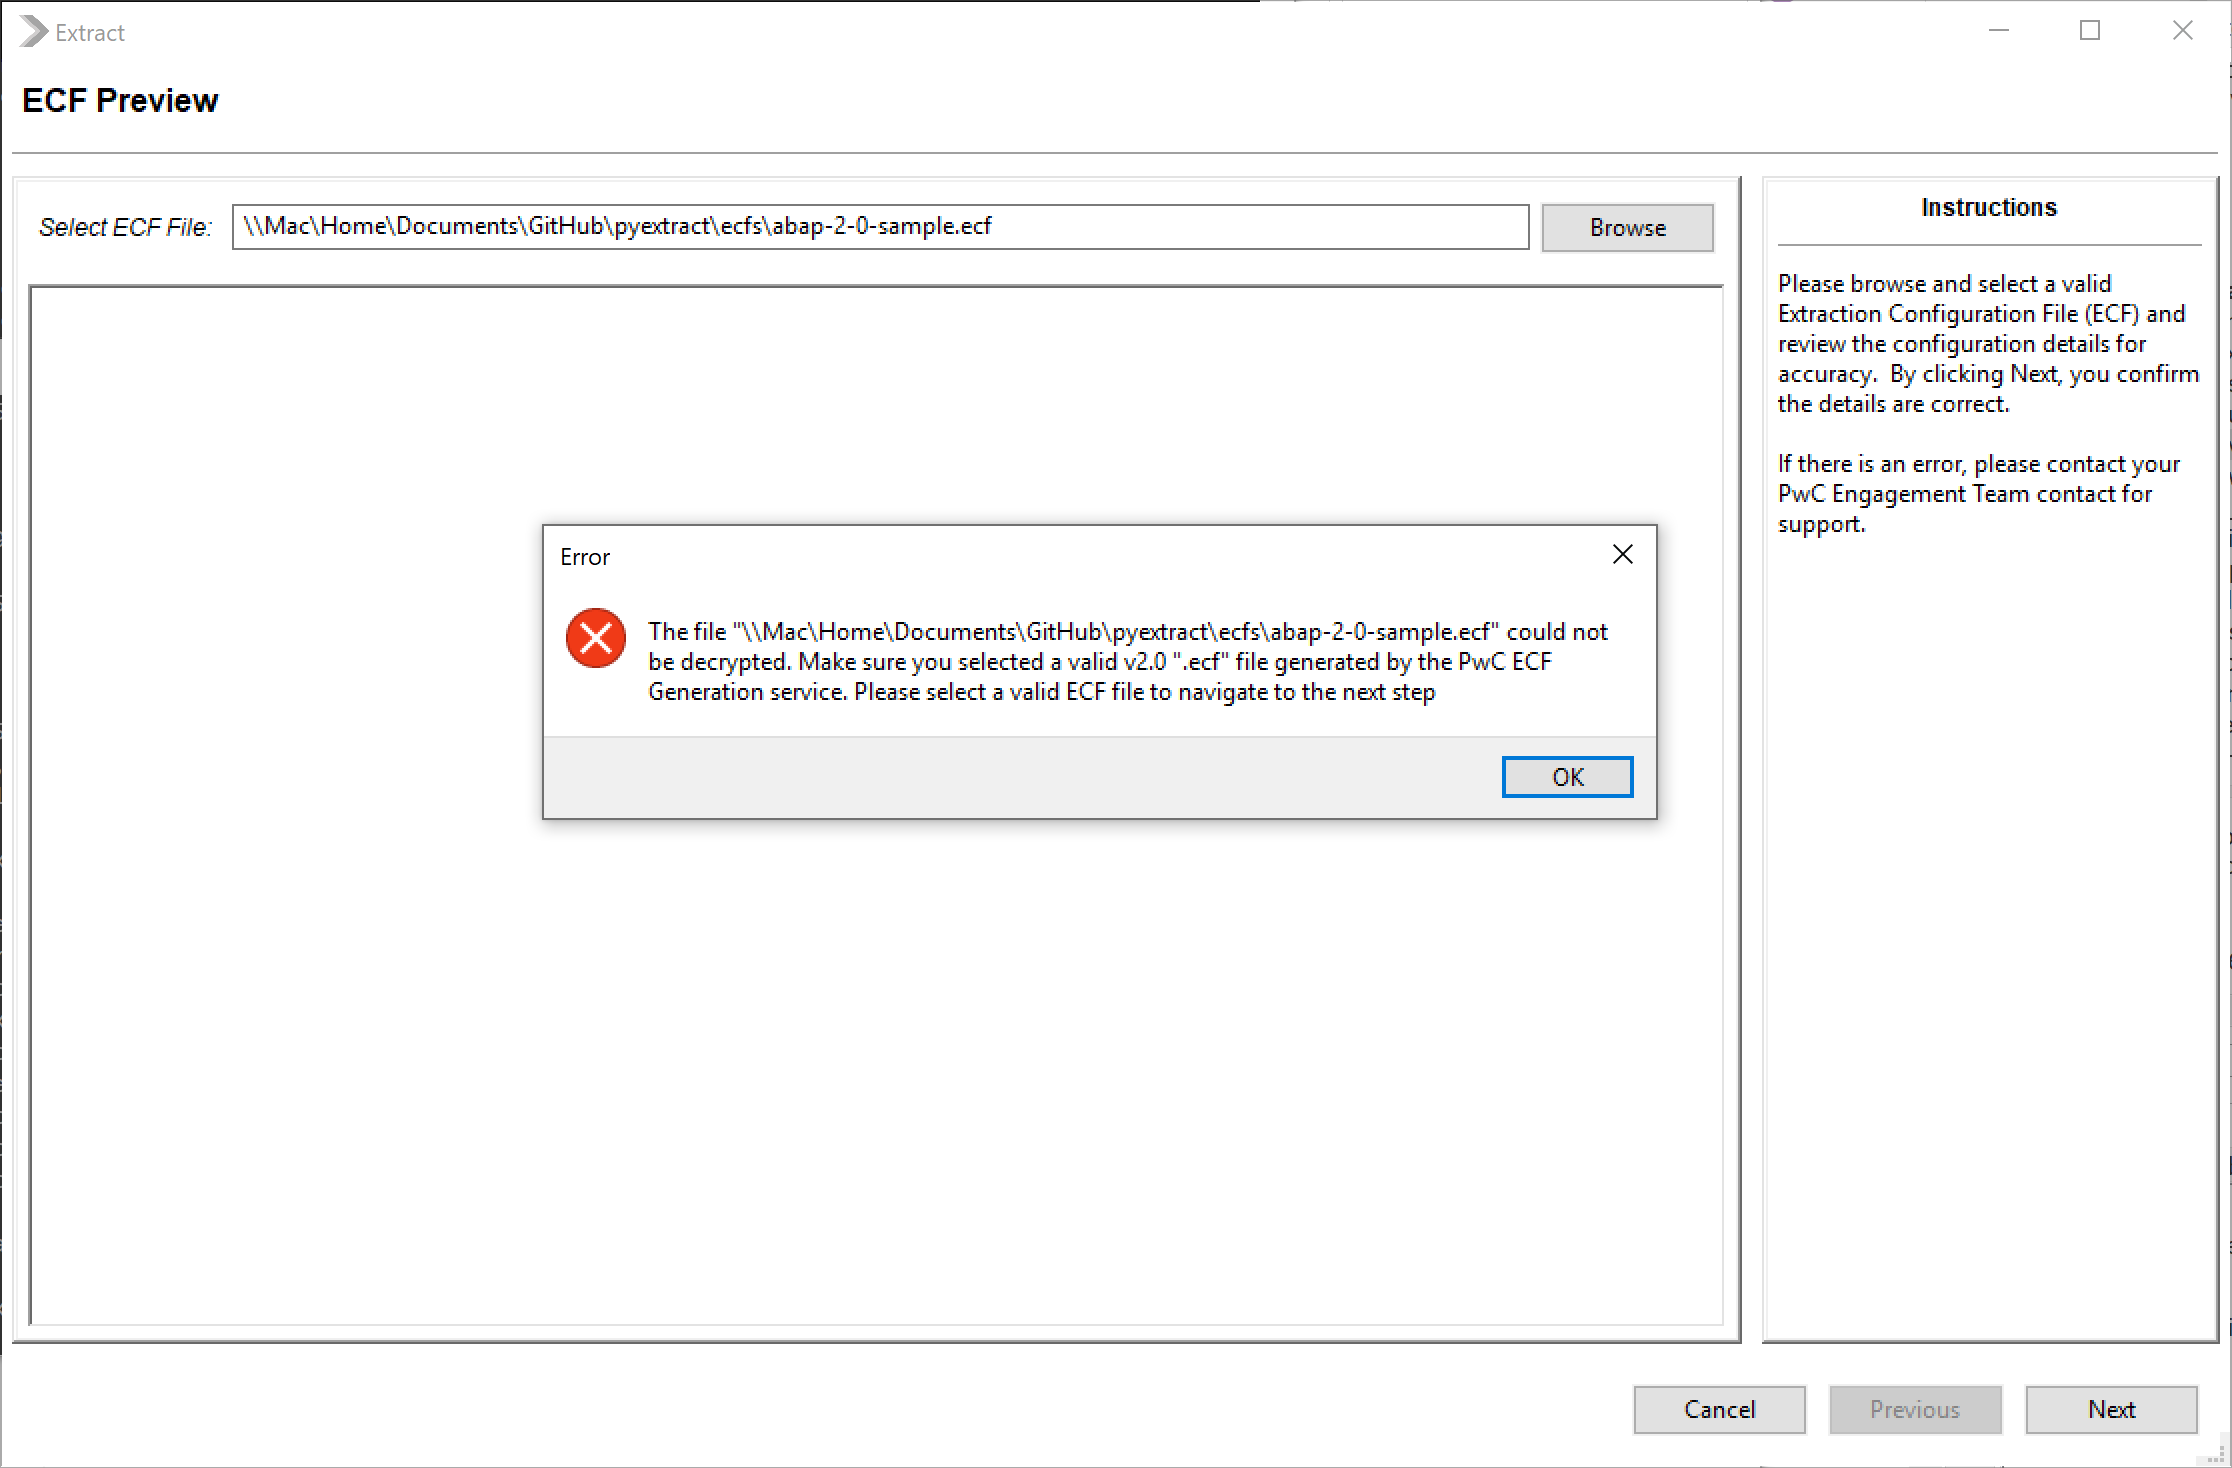 Extract
ECF Preview
Select ECF File:
\\Mac\Home\Documents\GitHub\pyextract\ecfs\abap-2-0-sample.ecf
Browse
Instructions
Please browse and select a valid
Extraction Configuration File (ECF) and
review the configuration details for
accuracy.  By clicking Next, you confirm
the details are correct.
If there is an error, please contact your
PwC Engagement Team contact for
support.
Error
The file "\\Mac\Home\Documents\GitHub\pyextract\ecfs\abap-2-0-sample.ecf" could not
be decrypted. Make sure you selected a valid v2.0 ".ecf" file generated by the PwC ECF
Generation service. Please select a valid ECF file to navigate to the next step
OK
Cancel
Previous
Next